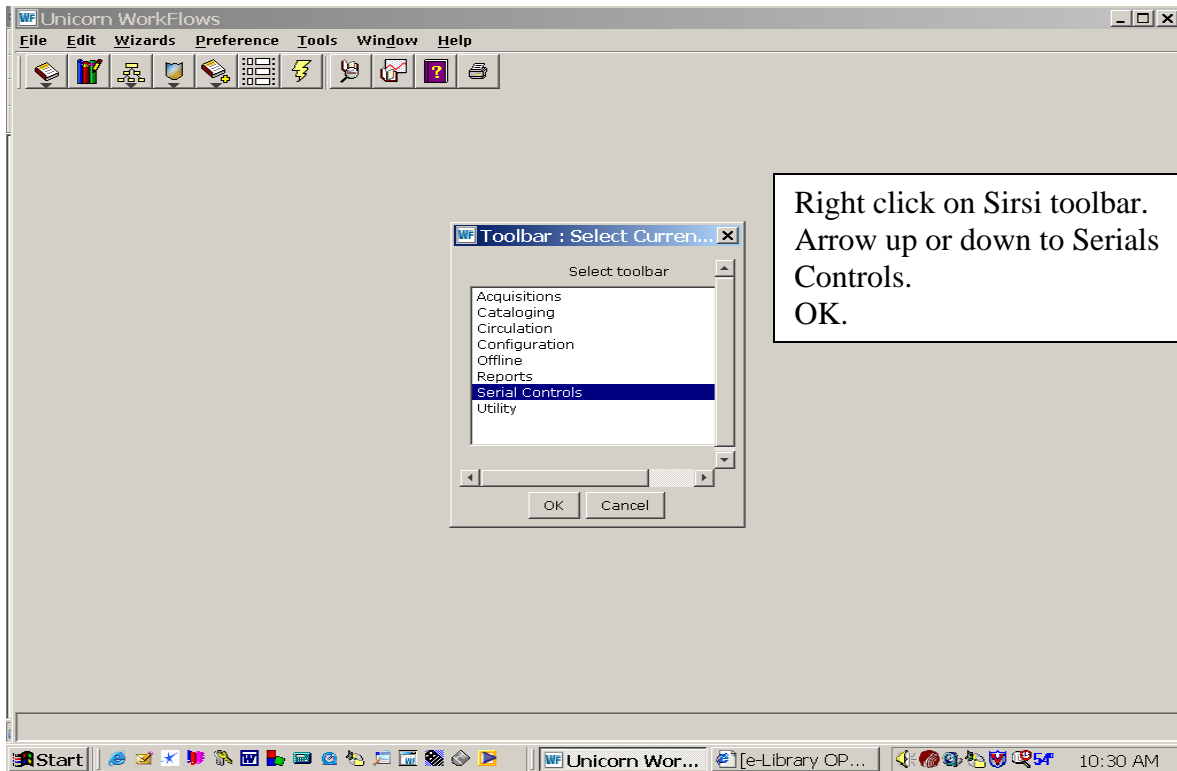 Unicorn WorkFlows
File Edit Wizards Preference Tools Window Help
Toolbar : Select Curren...
Select toolbar
Acquisitions
Cataloging
Circulation
Configuration
Offline
Reports
Serial Controls
Utility
OK Cancel
Right click on Sirsi toolbar.
Arrow up or down to Serials
Controls.
OK.
Start Unicorn Wor... [e-Library OP... 54° 10:30 AM